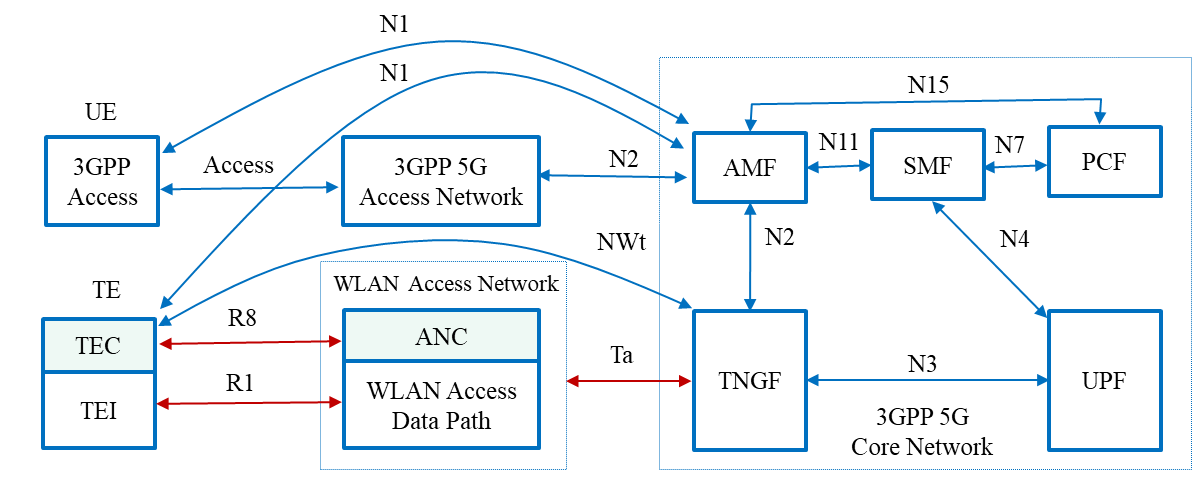 N1
N1
UE
N15
3GPP
Access
Access
3GPP 5G
Access Network
N2
AMF
N11
SMF
N7
PCF
N2
N4
NWt
TE
WLAN Access Network
TEC
R8
ANC
TEI
R1
WLAN Access
Data Path
Ta
TNGF
N3
UPF
3GPP 5G
Core Network